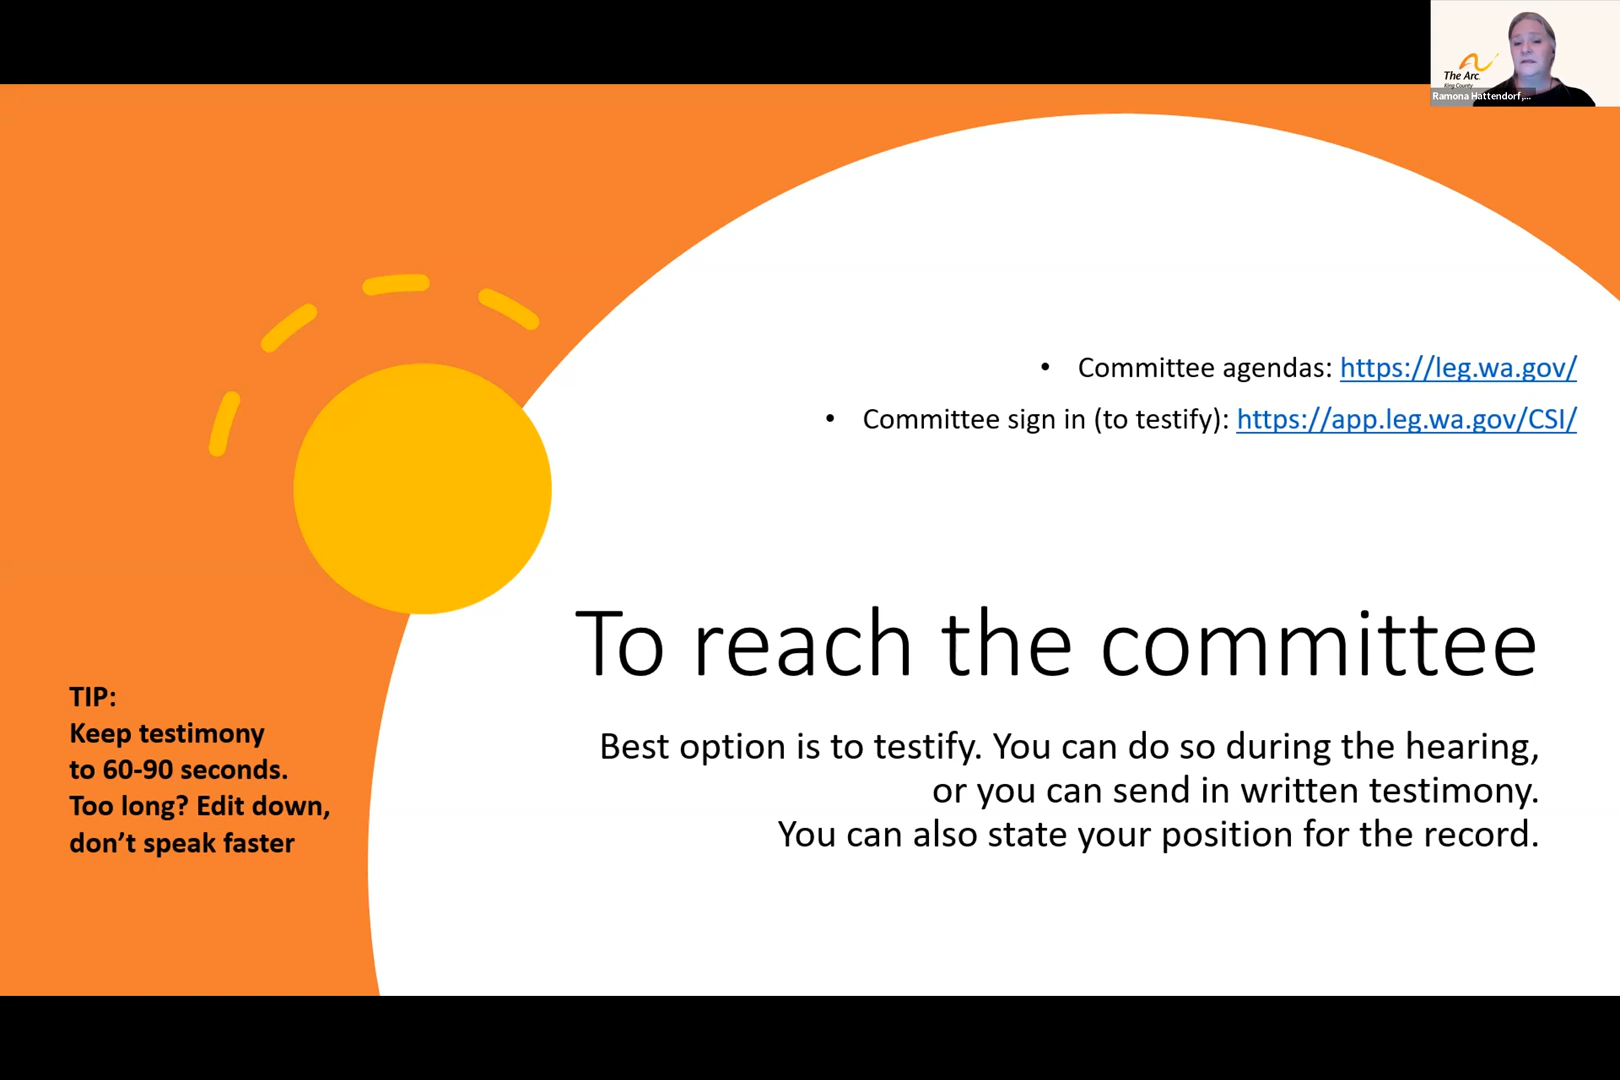 The Arc
King County
Ramona Hattendorf,...
• Committee agendas: https://leg.wa.gov/
• Committee sign in (to testify): https://app.leg.wa.gov/CSI/
To reach the committee
Best option is to testify. You can do so during the hearing,
or you can send in written testimony.
You can also state your position for the record.
TIP:
Keep testimony
to 60-90 seconds.
Too long? Edit down,
don’t speak faster